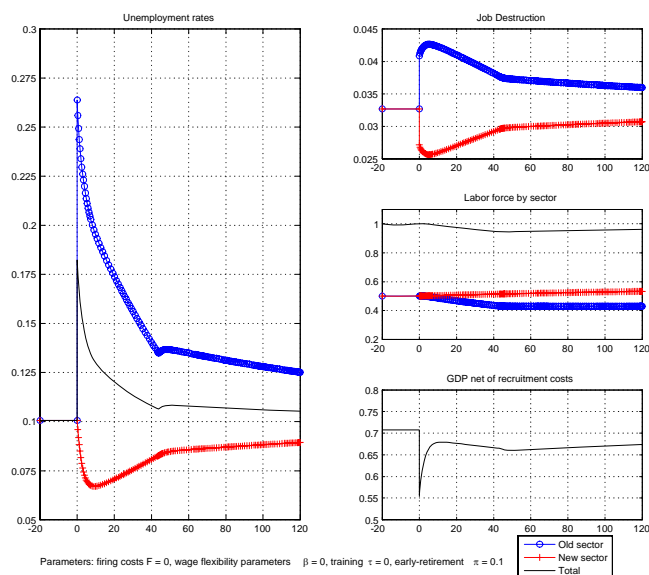 Unemployment rates
0.3
0.275
0.25
0.225
0.2
0.175
0.15
0.125
0.1
0.075
0.05
-20 0 20 40 60 80 100 120
Job Destruction
0.045
0.04
0.035
0.03
0.025
-20 0 20 40 60 80 100 120
Labor force by sector
1
0.8
0.6
0.4
0.2
-20 0 20 40 60 80 100 120
GDP net of recruitment costs
0.8
0.75
0.7
0.65
0.6
0.55
0.5
-20 0 20 40 60 80 100 120
Old sector
New sector
Total
Parameters: firing costs F = 0, wage flexibility parameters β = 0, training τ = 0, early-retirement π = 0.1